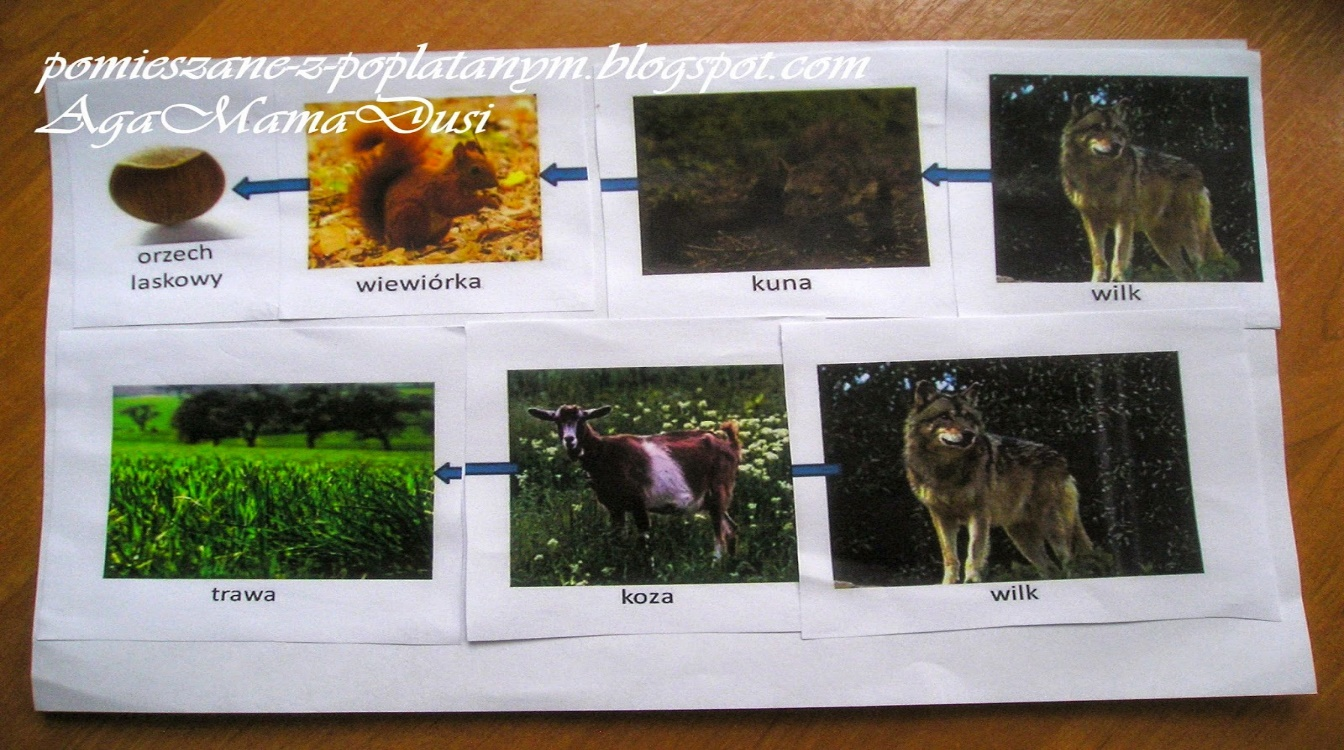 pomieszane-z-poplatanym.blogspot.com
AgaMamaDusi
orzech
laskowy
wiewiórka
kuna
wilk
trawa
koza
wilk